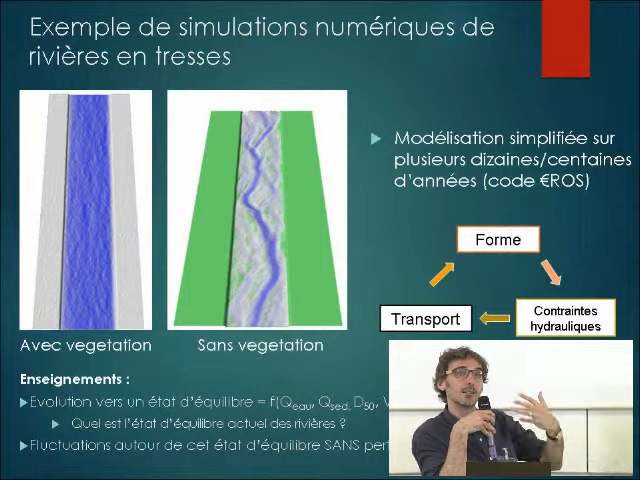 Exemple de simulations numériques de
rivières en tresses
Modélisation simplifiée sur
plusieurs dizaines/centaines
d'années (code €ROS)
Forme
Transport
Contraintes
hydrauliques
Avec vegetation
Sans vegetation
Enseignements :
Evolution vers un état d'équilibre = f(Qeau, Qsed, D50, V
Quel est l'état d'équilibre actuel des rivières ?
Fluctuations autour de cet état d'équilibre SANS